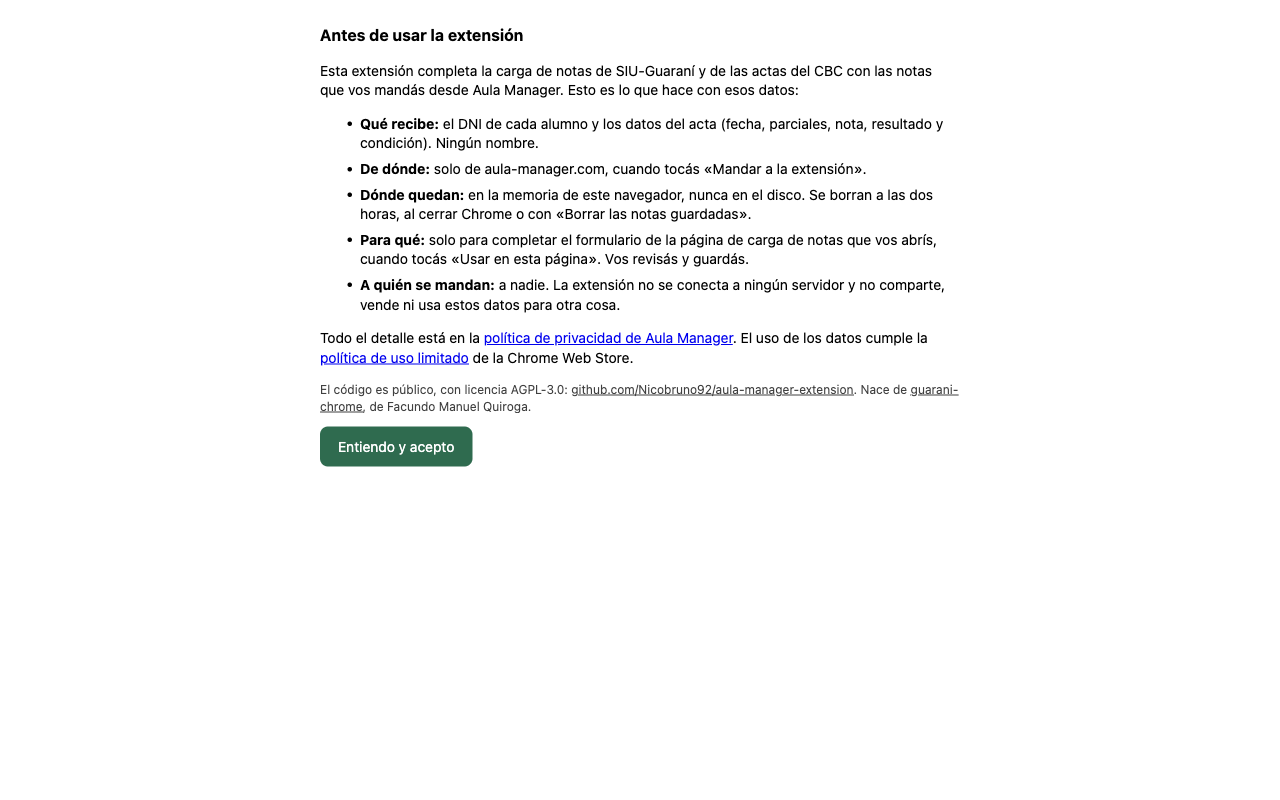 Antes de usar la extensión
Esta extensión completa la carga de notas de SIU-Guaraní y de las actas del CBC con las notas
que vos mandás desde Aula Manager. Esto es lo que hace con esos datos:
• Qué recibe: el DNI de cada alumno y los datos del acta (fecha, parciales, nota, resultado y
condición). Ningún nombre.
• De dónde: solo de aula-manager.com, cuando tocás «Mandar a la extensión».
• Dónde quedan: en la memoria de este navegador, nunca en el disco. Se borran a las dos
horas, al cerrar Chrome o con «Borrar las notas guardadas».
• Para qué: solo para completar el formulario de la página de carga de notas que vos abrís,
cuando tocás «Usar en esta página». Vos revisás y guardás.
• A quién se mandan: a nadie. La extensión no se conecta a ningún servidor y no comparte,
vende ni usa estos datos para otra cosa.
Todo el detalle está en la política de privacidad de Aula Manager. El uso de los datos cumple la
política de uso limitado de la Chrome Web Store.
El código es público, con licencia AGPL-3.0: github.com/Nicobruno92/aula-manager-extension. Nace de guarani-
chrome, de Facundo Manuel Quiroga.
Entiendo y acepto